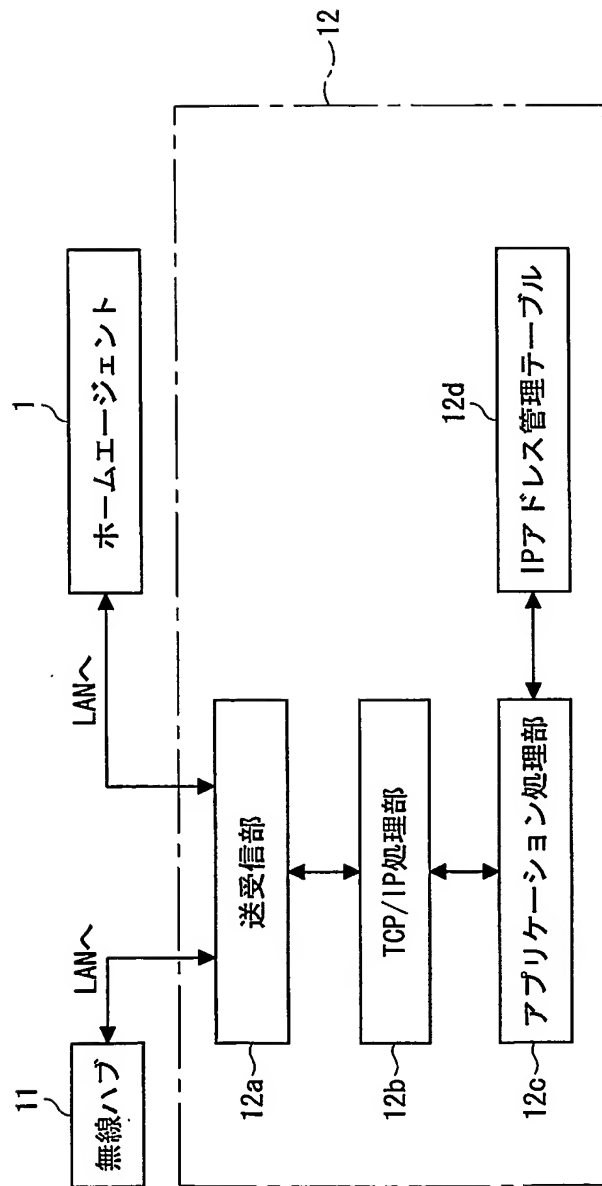 11
無線ハブ
LANへ
LANへ
1
ホームエージェント
12
12a
送受信部
12b
TCP/IP処理部
12c
アプリケーション処理部
12d
IPアドレス管理テーブル